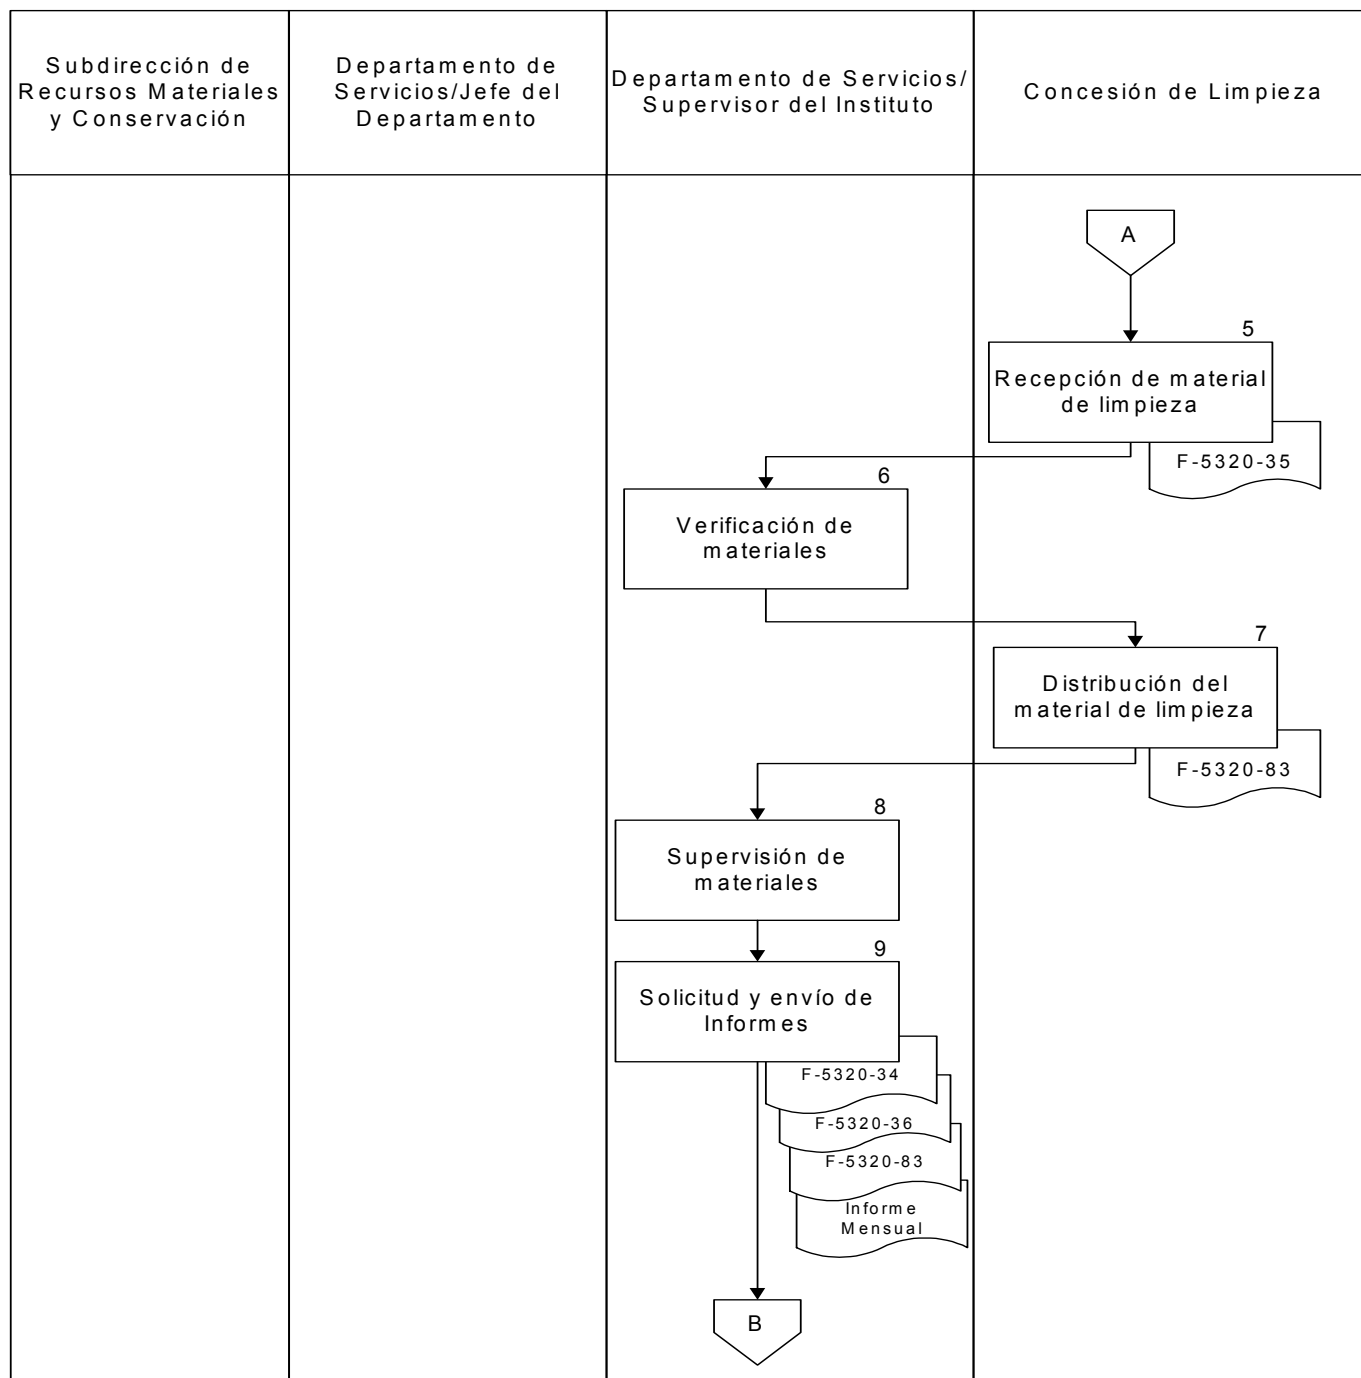 Subdirección de
Recursos Materiales
y Conservación
Departamento de
Servicios/Jefe del
Departamento
Departamento de Servicios/
Supervisor del Instituto
Concesión de Limpieza
A
5
Recepción de material
de limpieza
F-5320-35
6
Verificación de
materiales
7
Distribución del
material de limpieza
F-5320-83
8
Supervisión de
materiales
9
Solicitud y envío de
Informes
F-5320-34
F-5320-36
F-5320-83
Informe
Mensual
B